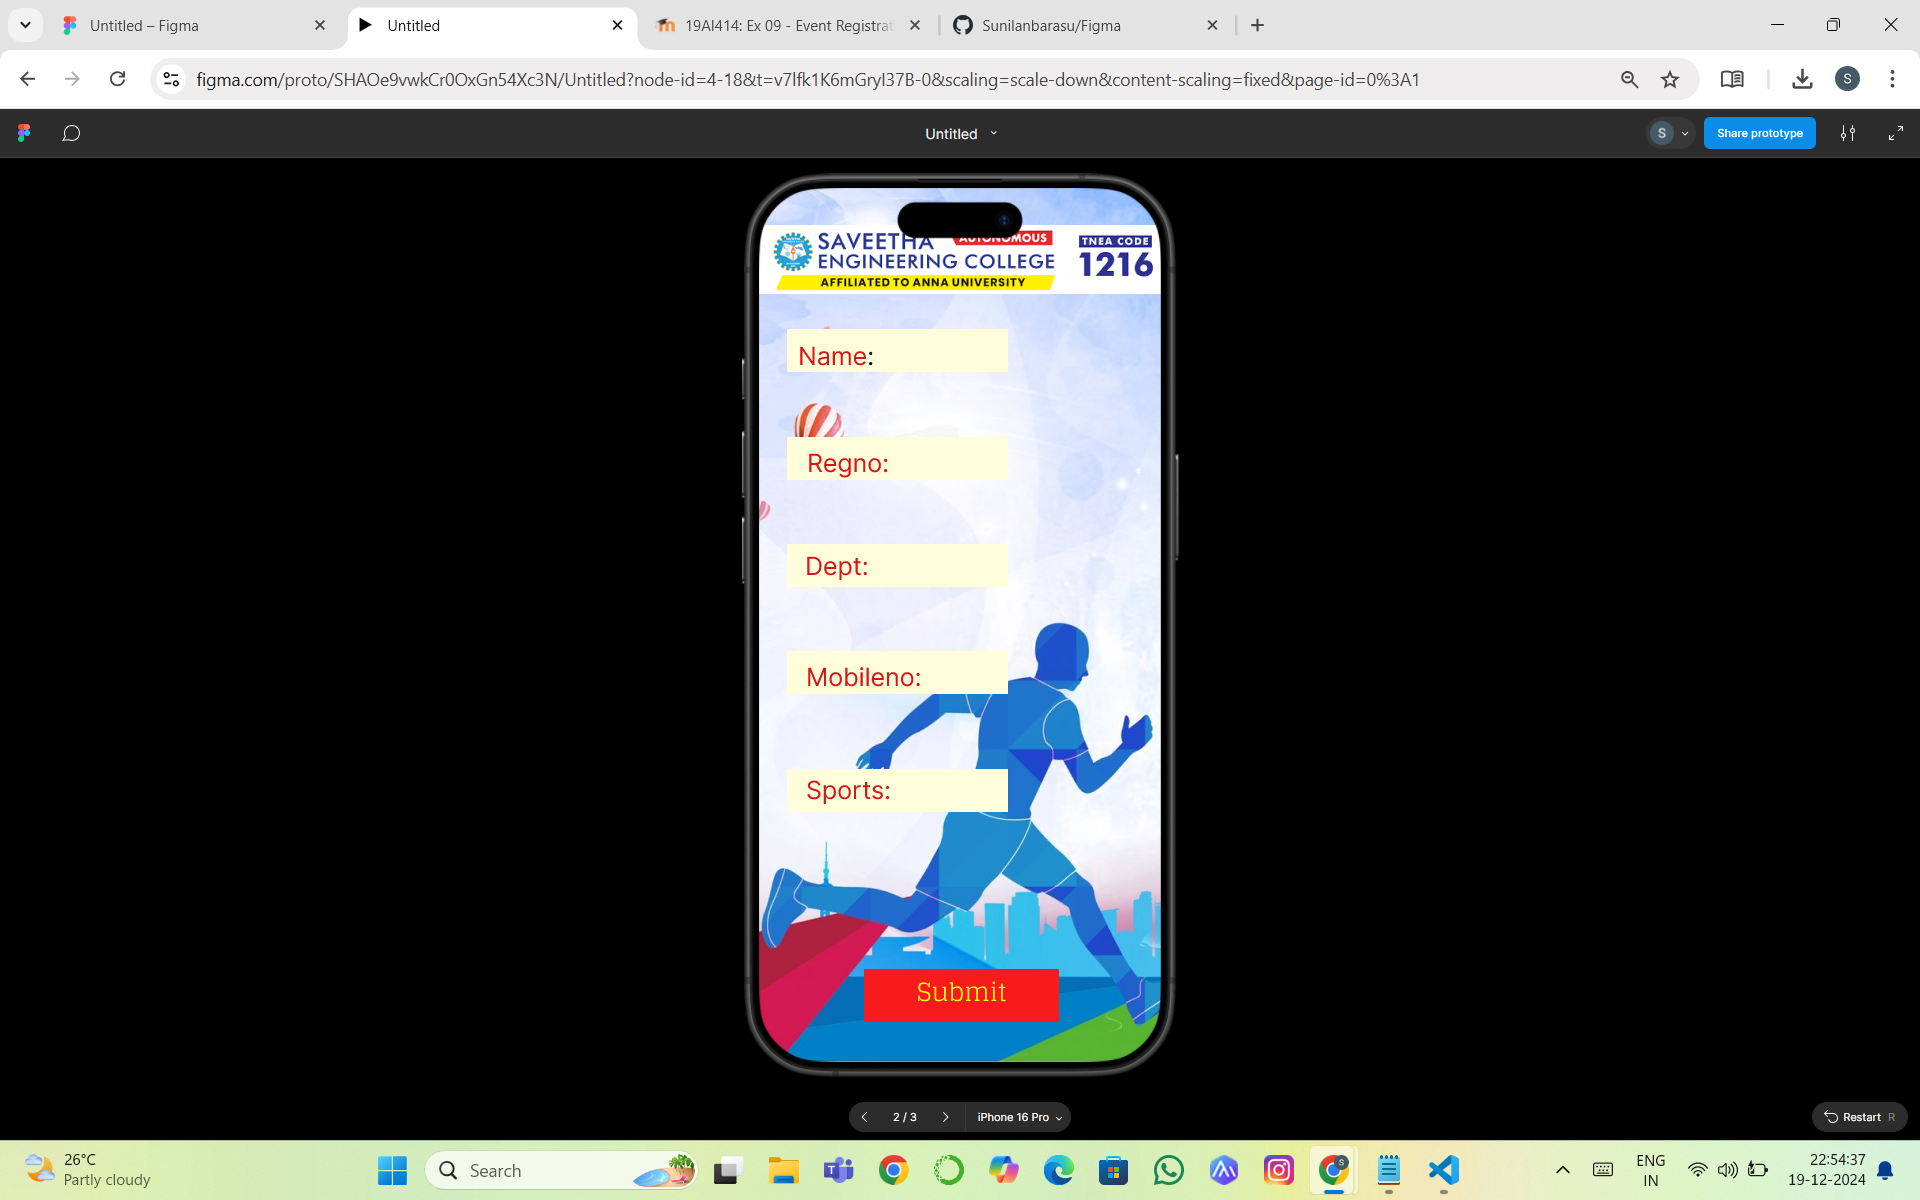 Untitled – Figma
Untitled
19AI414: Ex 09 - Event Registrat
Sunilanbarasu/Figma
figma.com/proto/SHAOe9vwkCr0OxGn54Xc3N/Untitled?node-id=4-18&t=v7lfk1K6mGryI37B-0&scaling=scale-down&content-scaling=fixed&page-id=0%3A1
S
Untitled
S
Share prototype
SAVEETHA AUTONOMOUS
ENGINEERING COLLEGE
AFFILIATED TO ANNA UNIVERSITY
TNEA CODE
1216
Name:
Regno:
Dept:
Mobileno:
Sports:
Submit
2 / 3
iPhone 16 Pro
Restart R
26°C
Partly cloudy
Search
ENG
IN
22:54:37
19-12-2024